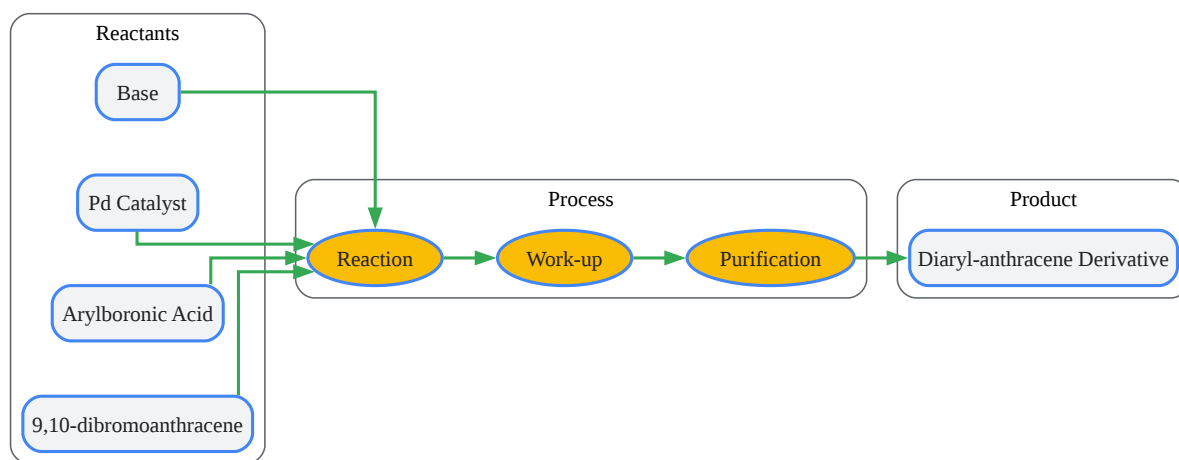 Reactants
Base
Pd Catalyst
Arylboronic Acid
9,10-dibromoanthracene
Process
Reaction
Work-up
Purification
Product
Diaryl-anthracene Derivative